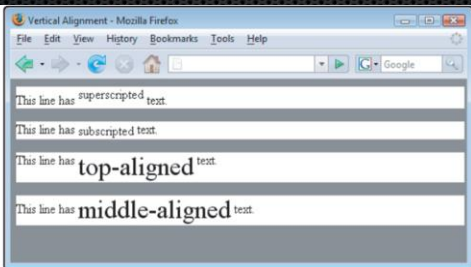 Vertical Alignment - Mozilla Firefox
File Edit View History Bookmarks Tools Help
G Google
This line has superscripted text.
This line has subscripted text.
This line has top-aligned text.
This line has middle-aligned text.